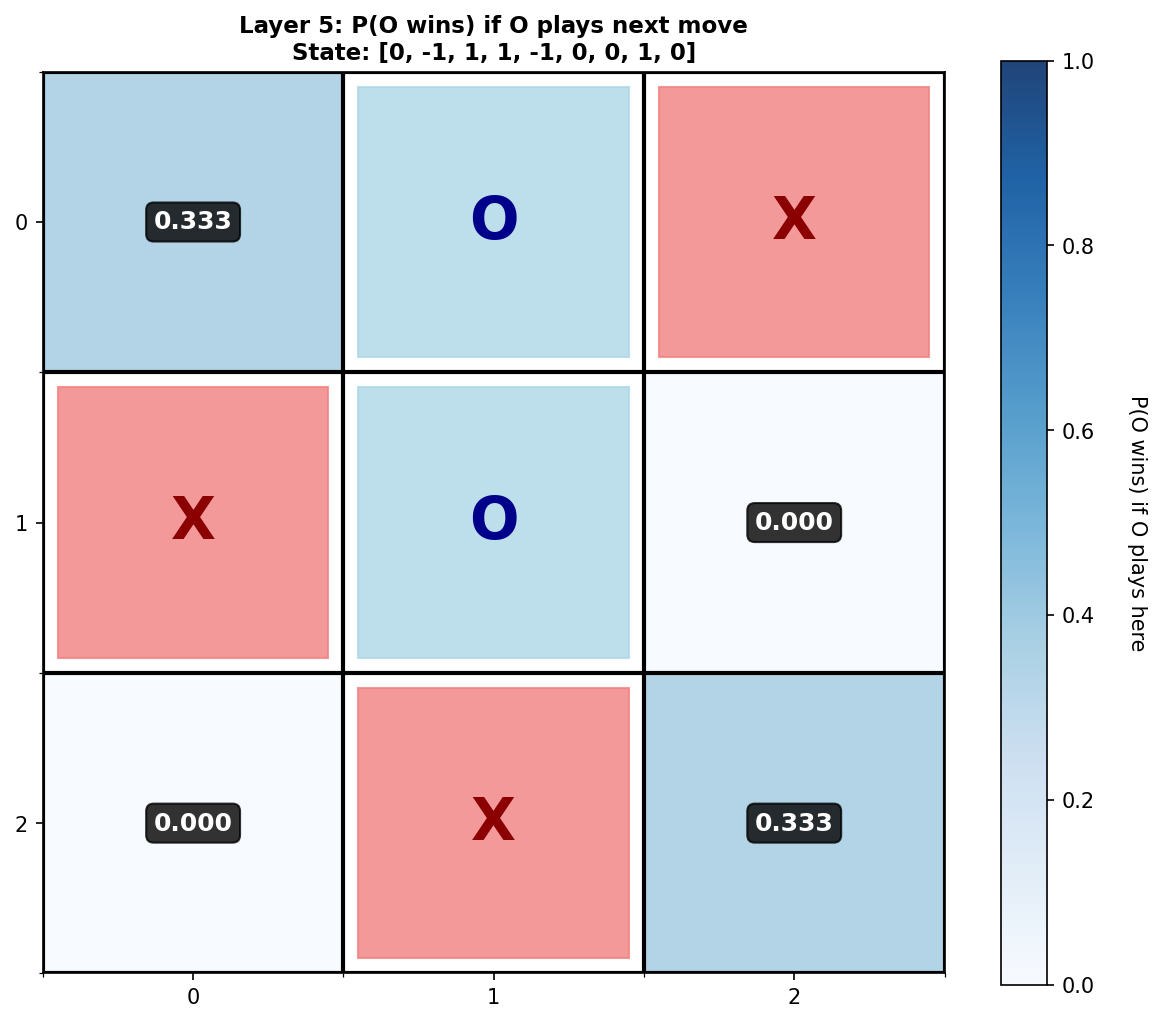 Layer 5: P(O wins) if O plays next move
State: [0, -1, 1, 1, -1, 0, 0, 1, 0]
0
0.333
O
X
1
X
O
0.000
2
0.000
X
0.333
0
1
2
1.0
0.8
0.6
0.4
0.2
0.0
P(O wins) if O plays here